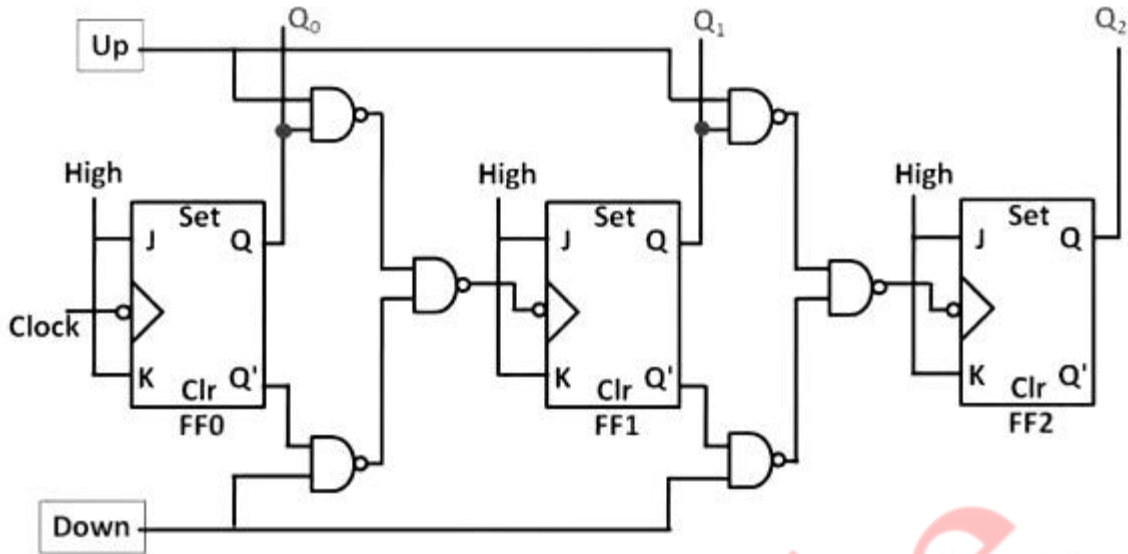 Up
Q₀
Q₁
Q₂
High
High
High
Set
J
Q
Set
J
Q
Set
J
Q
Clock
K
Clr
Q'
FF0
K
Clr
Q'
FF1
K
Clr
Q'
FF2
Down